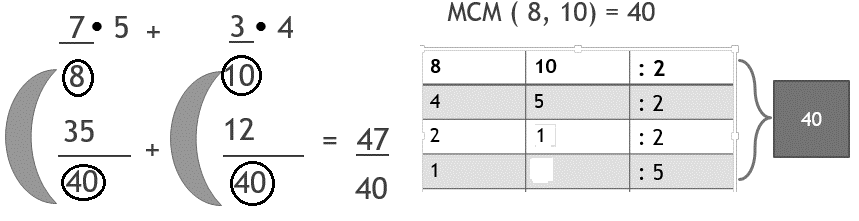 7 • 5 + 3 • 4
8 10
35 + 12 = 47
40 40 40
MCM ( 8, 10) = 40
8 10 : 2
4 5 : 2
2 1 : 2
1 : 5
40